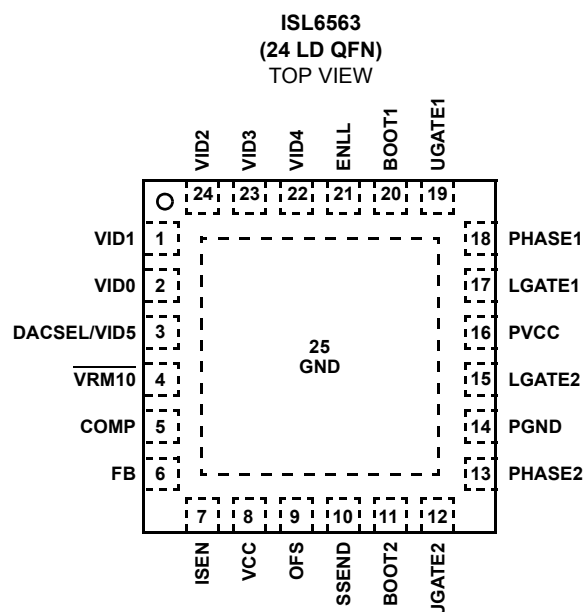 ISL6563
(24 LD QFN)
TOP VIEW
VID2
VID3
VID4
ENLL
BOOT1
UGATE1
24
23
22
21
20
19
VID1
1
18
PHASE1
VID0
2
17
LGATE1
DACSEL/VID5
3
16
PVCC
VRM10
4
15
LGATE2
COMP
5
14
PGND
FB
6
13
PHASE2
25
GND
7
8
9
10
11
12
ISEN
VCC
OFS
SSEND
BOOT2
UGATE2